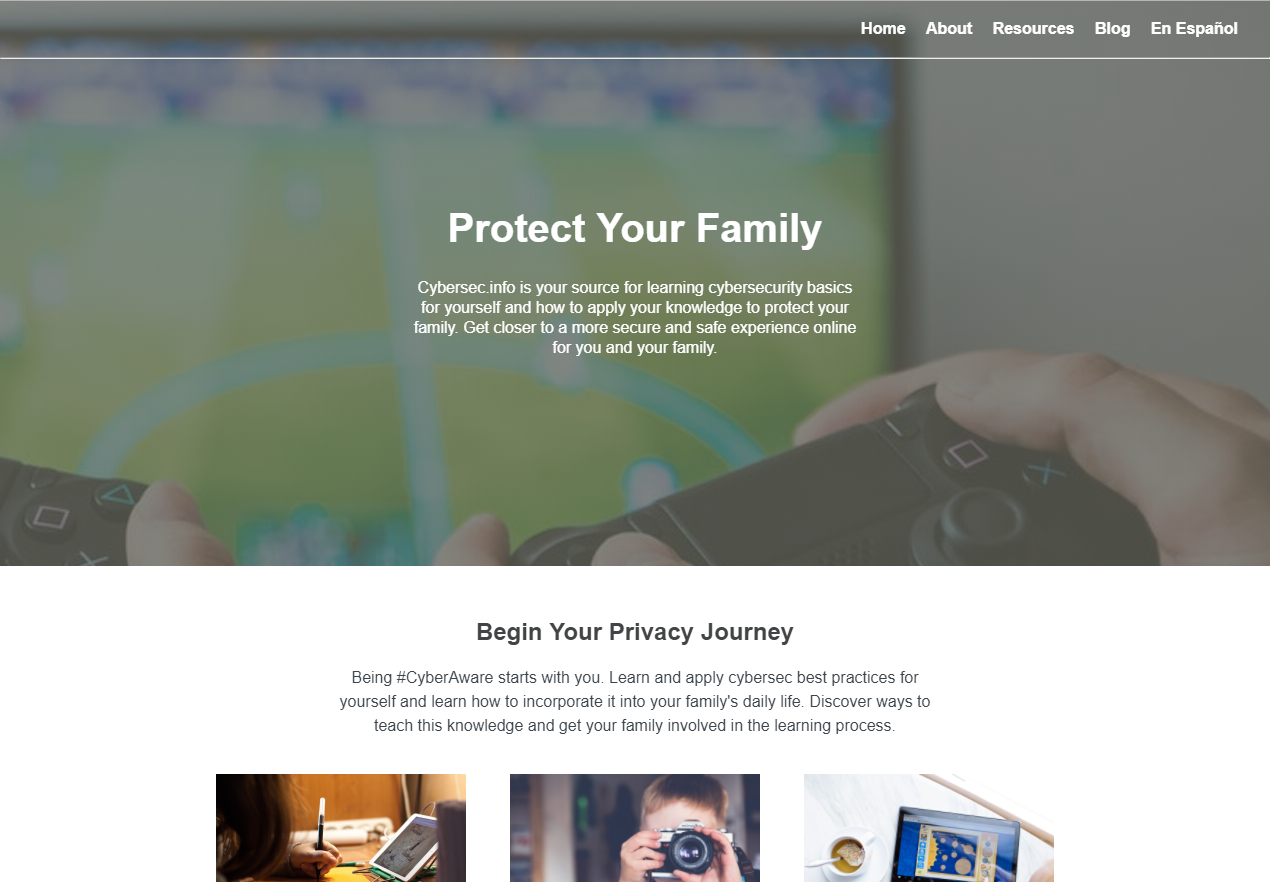 Home About Resources Blog En Español
Protect Your Family
Cybersec.info is your source for learning cybersecurity basics
for yourself and how to apply your knowledge to protect your
family. Get closer to a more secure and safe experience online
for you and your family.
Begin Your Privacy Journey
Being #CyberAware starts with you. Learn and apply cybersec best practices for
yourself and learn how to incorporate it into your family's daily life. Discover ways to
teach this knowledge and get your family involved in the learning process.